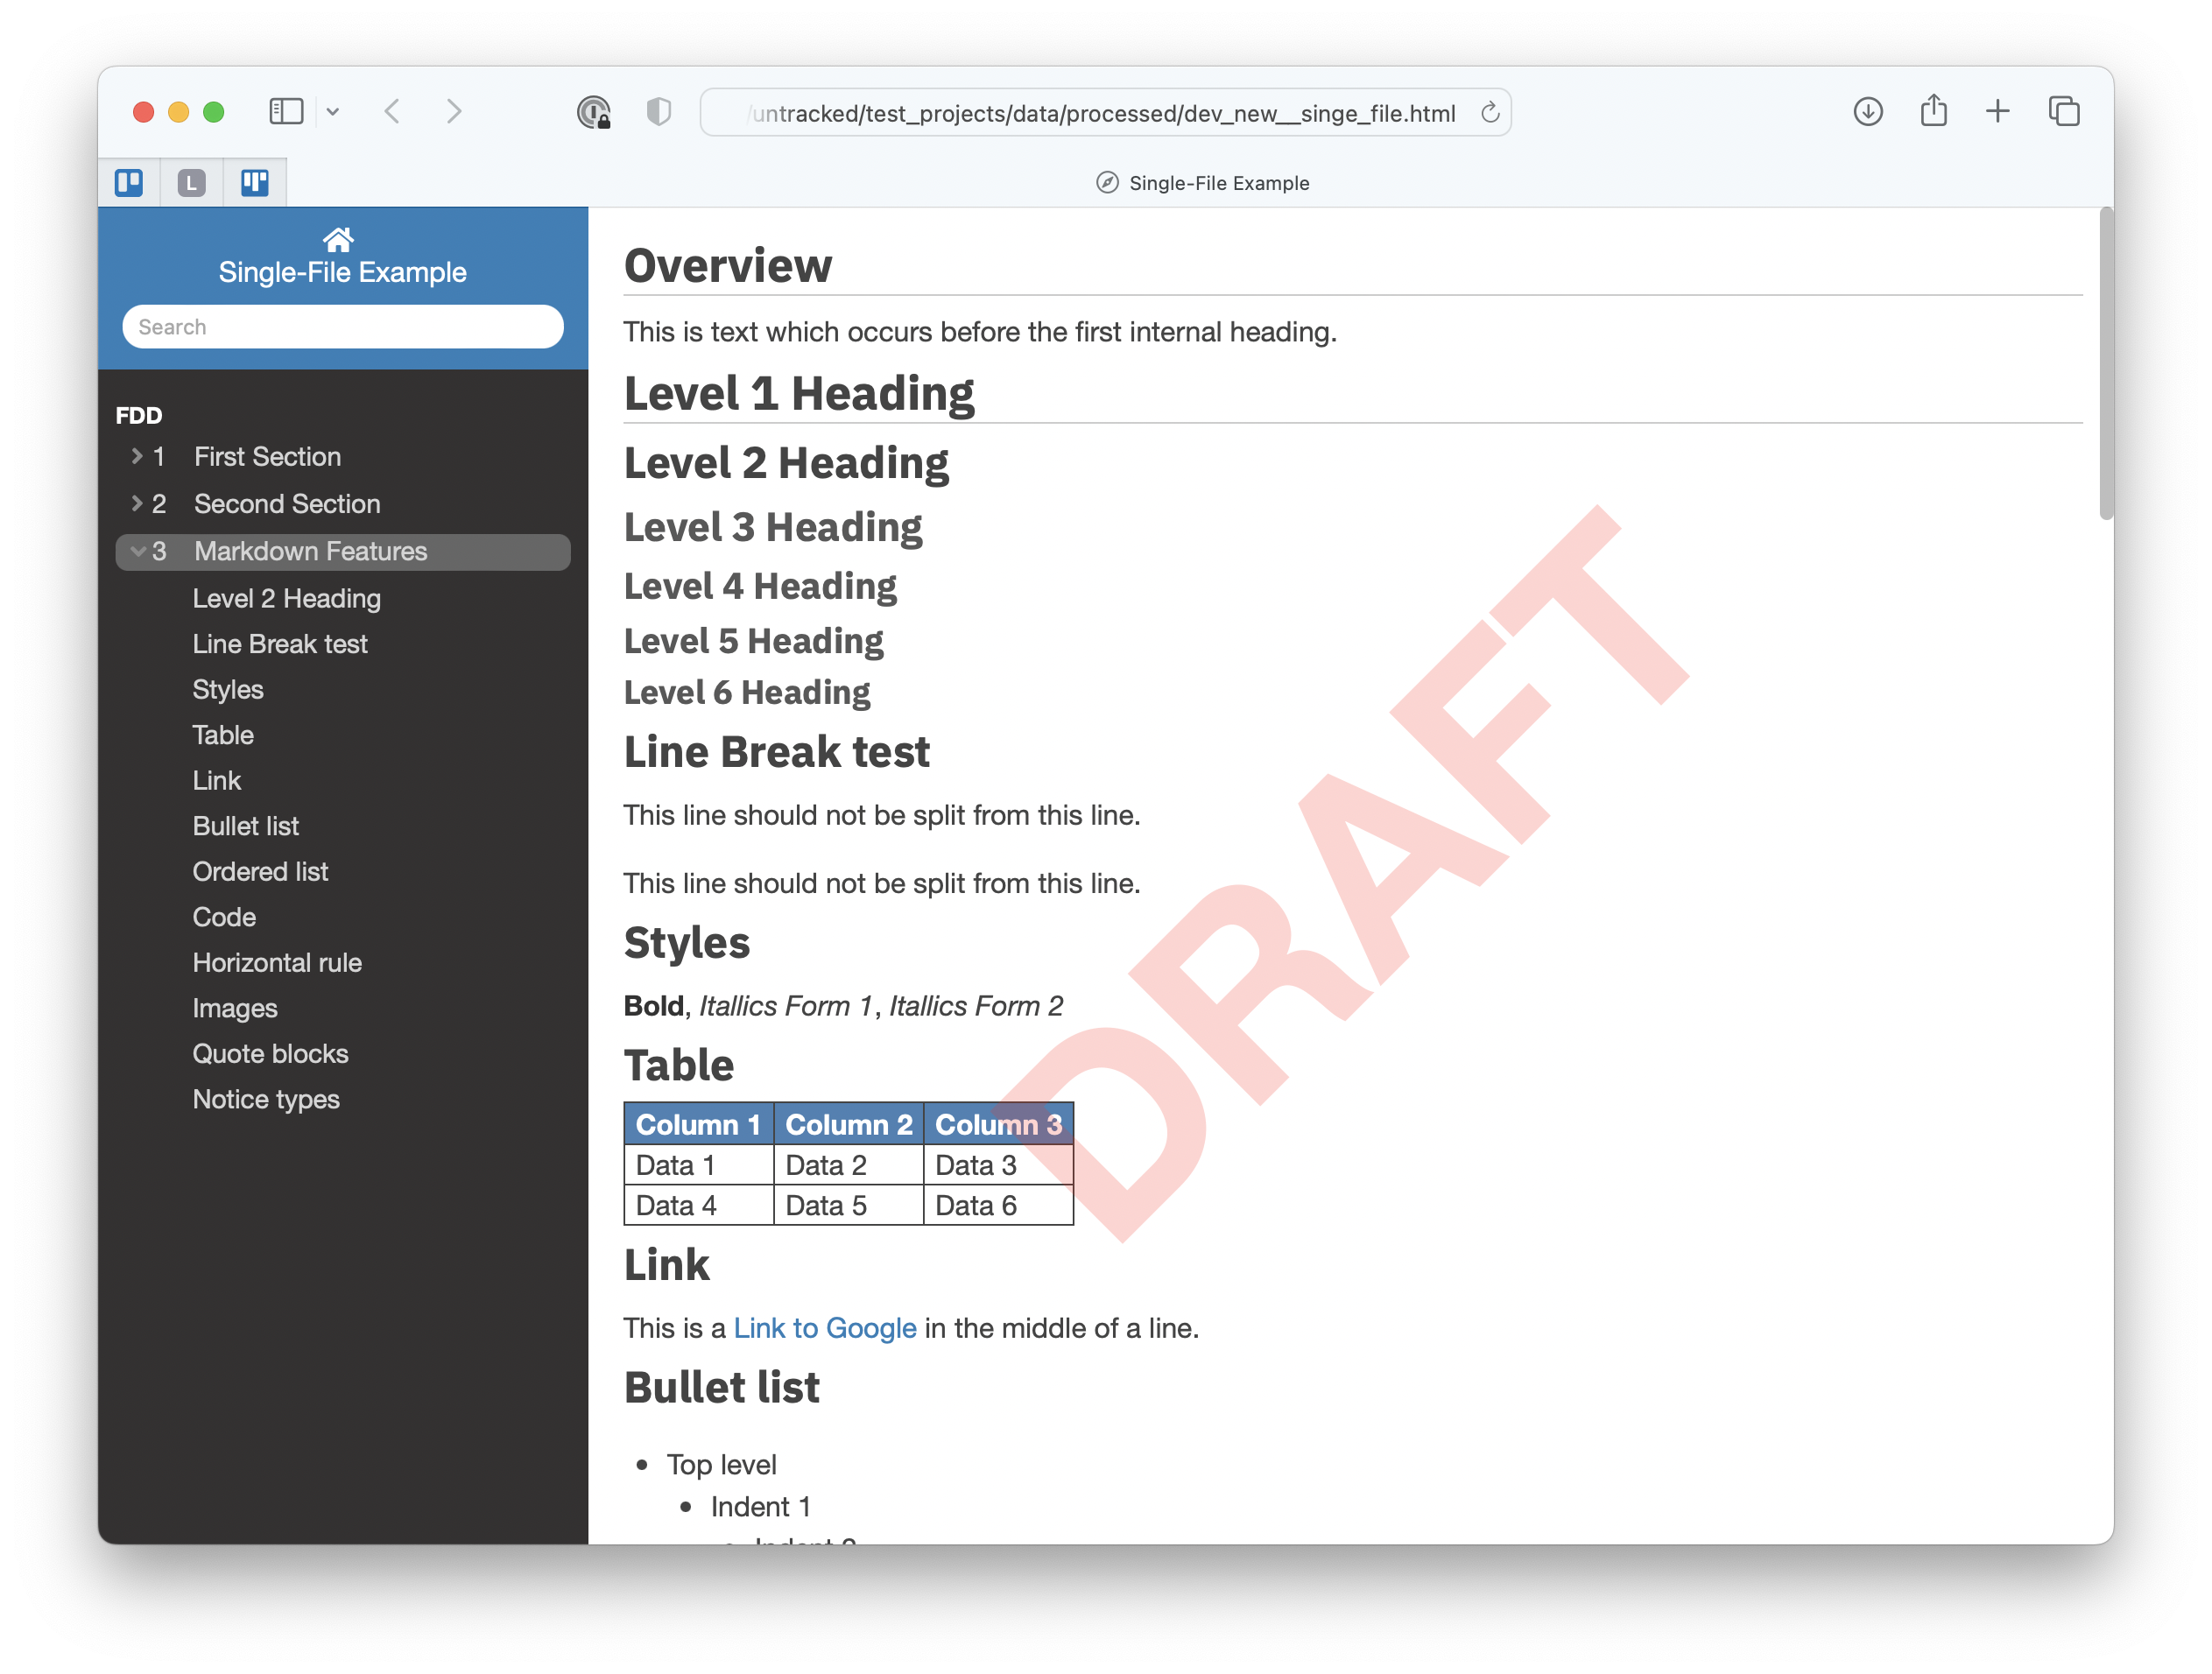 /untracked/test_projects/data/processed/dev_new__singe_file.html
L
Single-File Example
Single-File Example
Search
FDD
1 First Section
2 Second Section
3 Markdown Features
Level 2 Heading
Line Break test
Styles
Table
Link
Bullet list
Ordered list
Code
Horizontal rule
Images
Quote blocks
Notice types
Overview
This is text which occurs before the first internal heading.
Level 1 Heading
Level 2 Heading
Level 3 Heading
Level 4 Heading
Level 5 Heading
Level 6 Heading
Line Break test
This line should not be split from this line.
This line should not be split from this line.
Styles
Bold, Itallics Form 1, Itallics Form 2
Table
Column 1 Column 2 Column 3
Data 1 Data 2 Data 3
Data 4 Data 5 Data 6
Link
This is a Link to Google in the middle of a line.
Bullet list
• Top level
• Indent 1
DRAFT